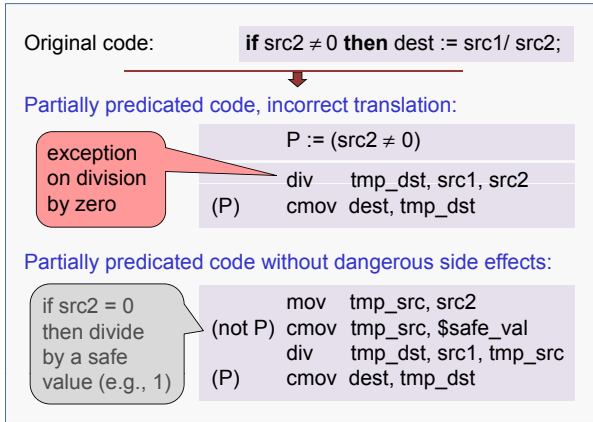 Original code:
if src2 ≠ 0 then dest := src1/ src2;
Partially predicated code, incorrect translation:
exception
on division
by zero
P := (src2 ≠ 0)
div tmp_dst, src1, src2
(P) cmov dest, tmp_dst
Partially predicated code without dangerous side effects:
if src2 = 0
then divide
by a safe
value (e.g., 1)
mov tmp_src, src2
(not P) cmov tmp_src, $safe_val
div tmp_dst, src1, tmp_src
(P) cmov dest, tmp_dst